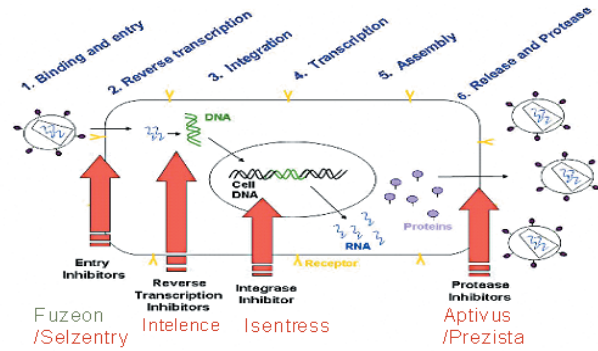 1. Binding and entry
2. Reverse transcription
3. Integration
4. Transcription
5. Assembly
6. Release and Protease
DNA
Cell
DNA
Proteins
RNA
Receptor
Entry
Inhibitors
Reverse
Transcription
Inhibitors
Integrase
Inhibitor
Protease
Inhibitors
Fuzeon
/Selzentry
Intelence
Isentress
Aptivus
/Prezista